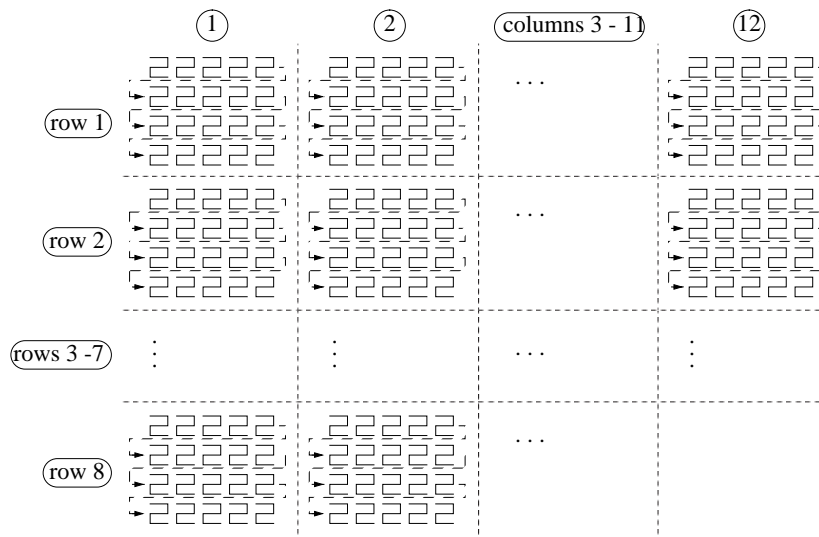 1 2 columns 3 - 11 12
row 1
row 2
rows 3 -7
row 8